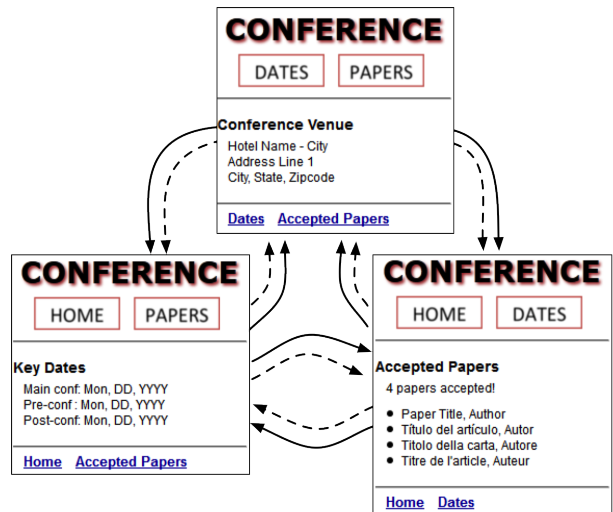 CONFERENCE
DATES PAPERS
Conference Venue
Hotel Name - City
Address Line 1
City, State, Zipcode
Dates Accepted Papers
CONFERENCE
HOME PAPERS
Key Dates
Main conf: Mon, DD, YYYY
Pre-conf : Mon, DD, YYYY
Post-conf: Mon, DD, YYYY
Home Accepted Papers
CONFERENCE
HOME DATES
Accepted Papers
4 papers accepted!
Paper Title, Author
Título del artículo, Autor
Titolo della carta, Autore
Titre de l'article, Auteur
Home Dates